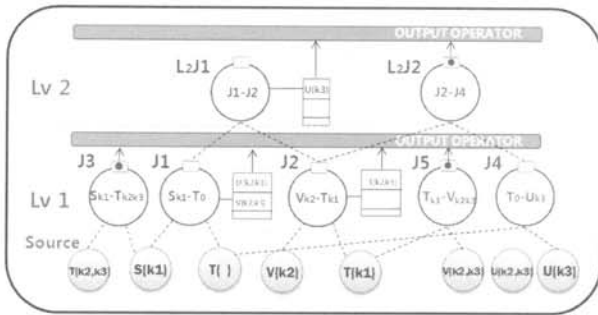 OUTPUT OPERATOR
L2J1
L2J2
Lv 2
J1-J2
U(k3)
J2-J4
OUTPUT OPERATOR
J3
J1
J2
J5
J4
Lv 1
Sk1-Tk2k3
Sk1-T0
Vk2-Tk1
Tk1-Vk2k3
T0-Uk3
Source
T(k2,k3)
S(k1)
T( )
V(k2)
T(k1)
V(k2,k3)
U(k2,k3)
U(k3)